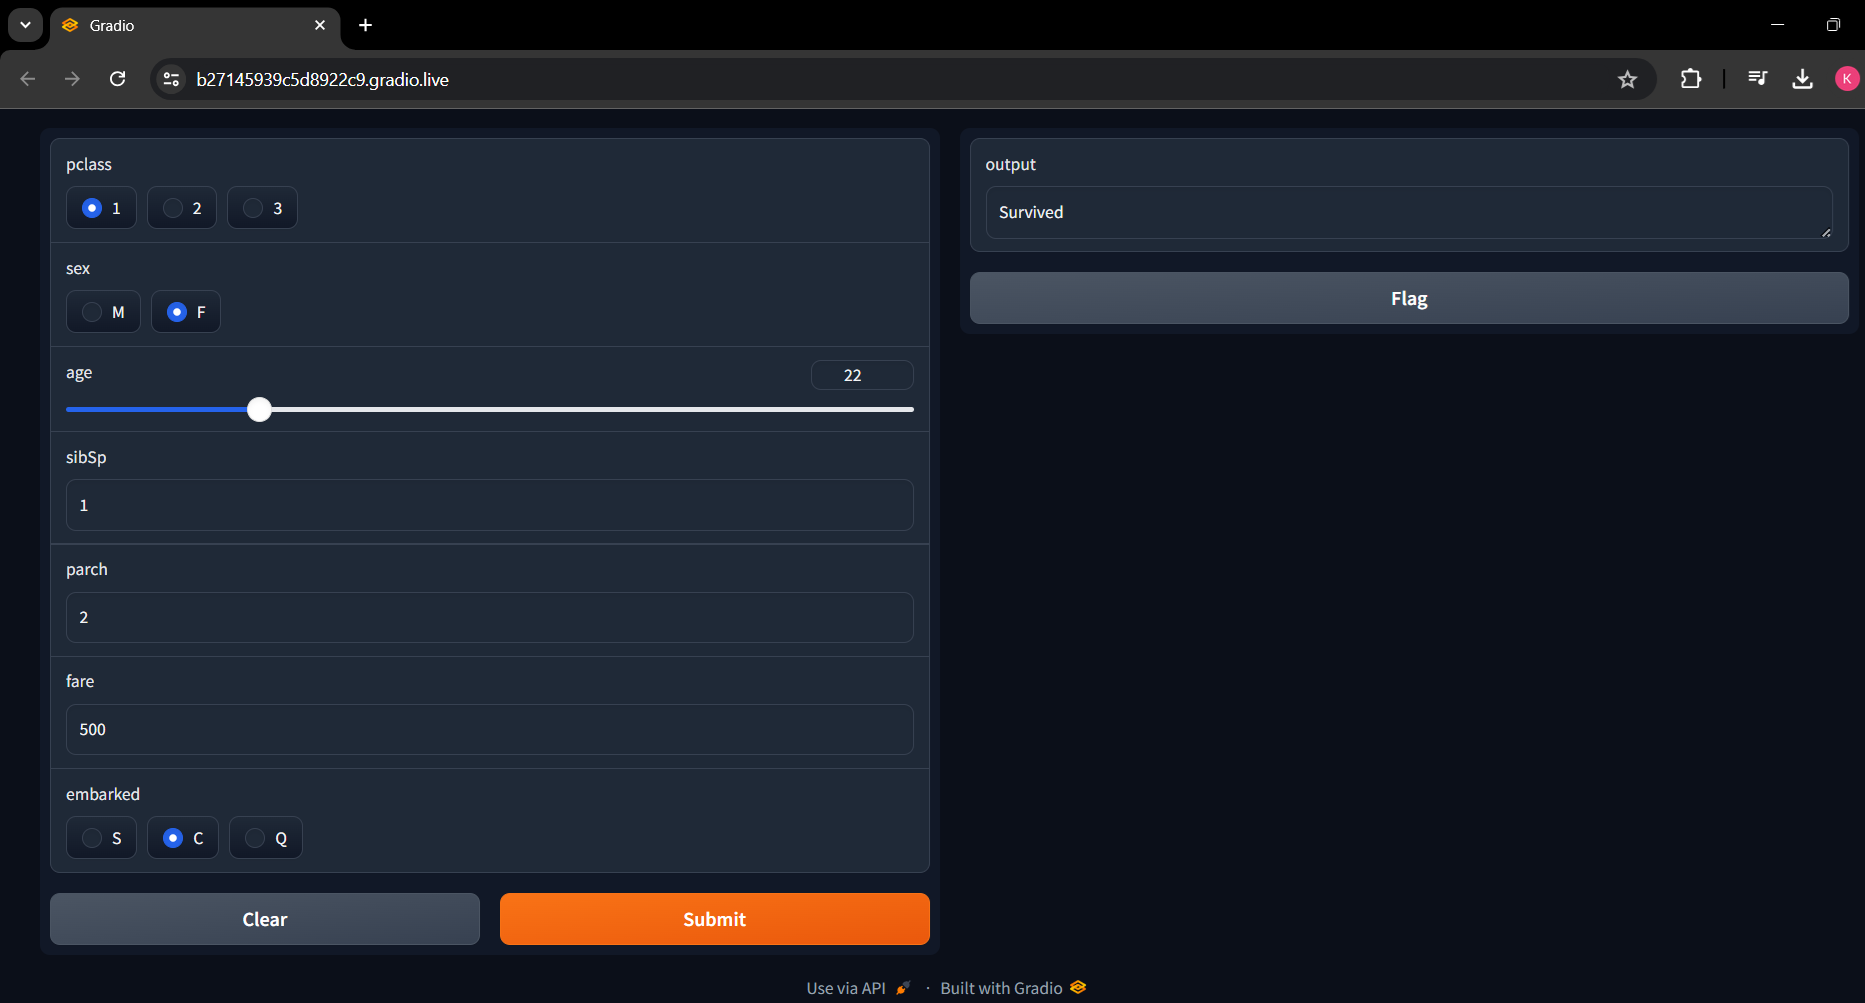 Gradio
b27145939c5d8922c9.gradio.live
K
pclass
1 2 3
sex
M F
age
22
sibSp
1
parch
2
fare
500
embarked
S C Q
Clear Submit
output
Survived
Flag
Use via API · Built with Gradio